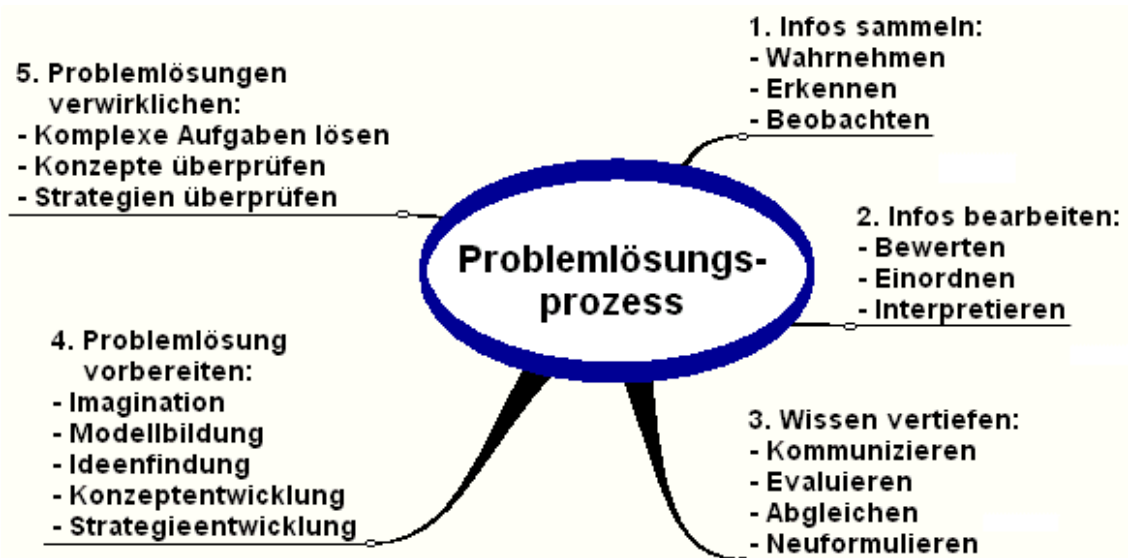 Problemlösungs-
prozess
1. Infos sammeln:
- Wahrnehmen
- Erkennen
- Beobachten
2. Infos bearbeiten:
- Bewerten
- Einordnen
- Interpretieren
3. Wissen vertiefen:
- Kommunizieren
- Evaluieren
- Abgleichen
- Neuformulieren
4. Problemlösung
vorbereiten:
- Imagination
- Modellbildung
- Ideenfindung
- Konzeptentwicklung
- Strategieentwicklung
5. Problemlösungen
verwirklichen:
- Komplexe Aufgaben lösen
- Konzepte überprüfen
- Strategien überprüfen